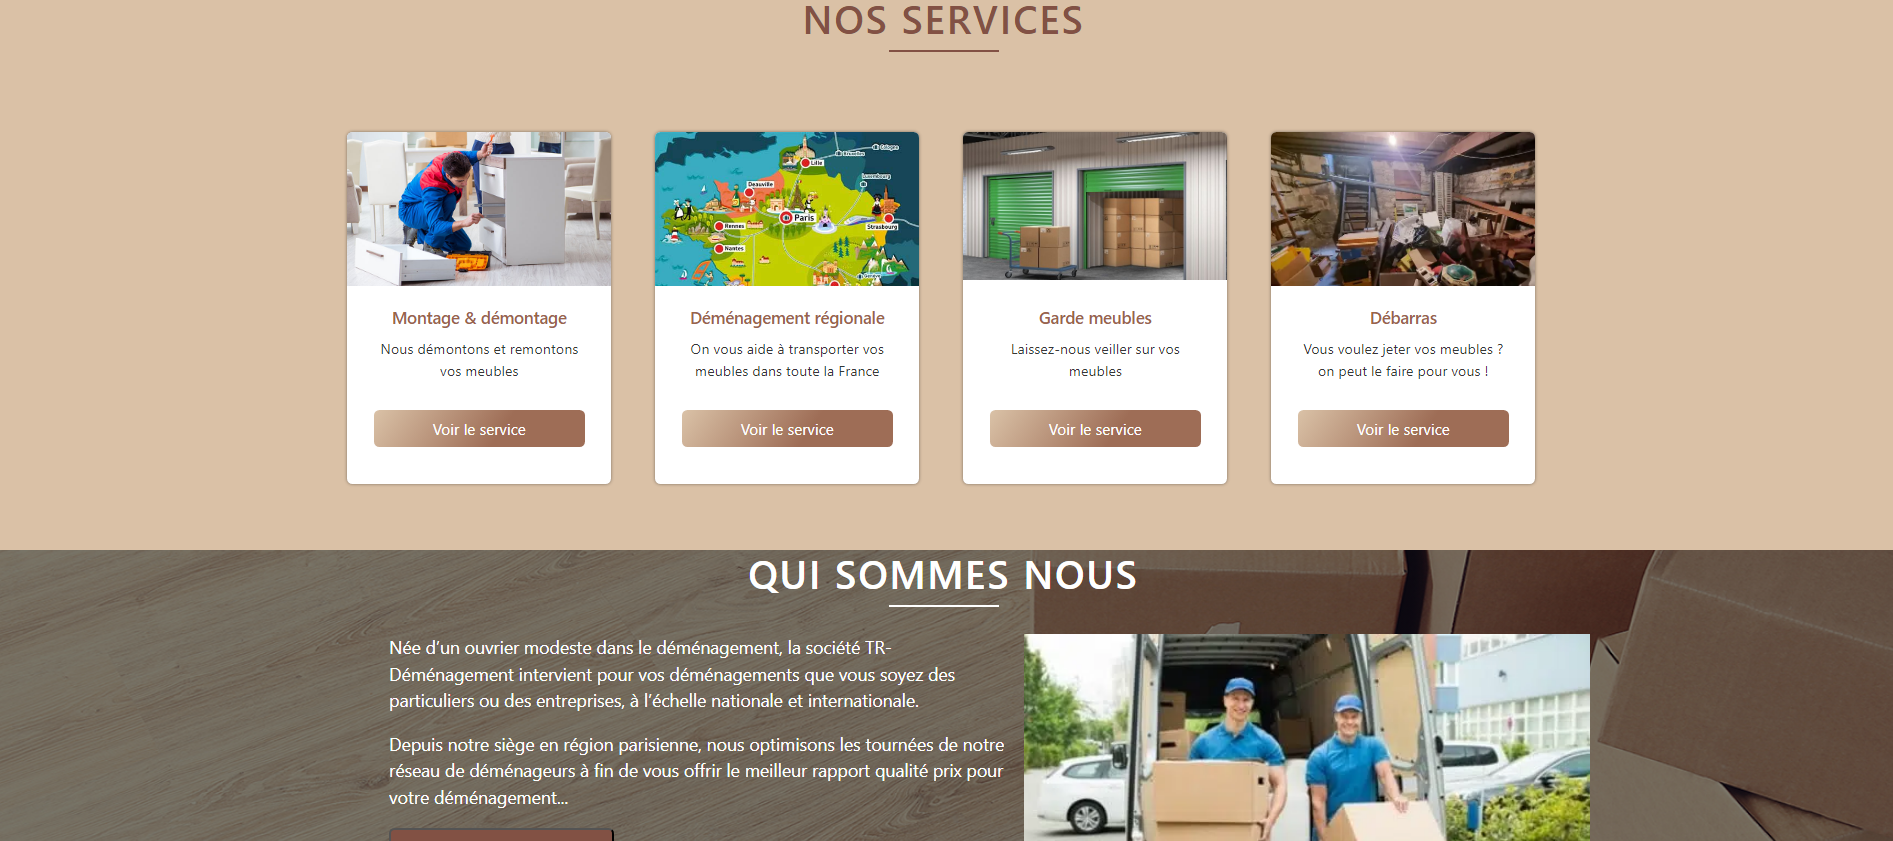 NOS SERVICES
Lille
Bruxelles
Cologne
Luxembourg
Deauville
Paris
Strasbourg
Rennes
Nantes
Genève
Montage & démontage
Nous démontons et remontons
vos meubles
Voir le service
Déménagement régionale
On vous aide à transporter vos
meubles dans toute la France
Voir le service
Garde meubles
Laissez-nous veiller sur vos
meubles
Voir le service
Débarras
Vous voulez jeter vos meubles ?
on peut le faire pour vous !
Voir le service
QUI SOMMES NOUS
Née d’un ouvrier modeste dans le déménagement, la société TR-
Déménagement intervient pour vos déménagements que vous soyez des
particuliers ou des entreprises, à l’échelle nationale et internationale.
Depuis notre siège en région parisienne, nous optimisons les tournées de notre
réseau de déménageurs à fin de vous offrir le meilleur rapport qualité prix pour
votre déménagement...